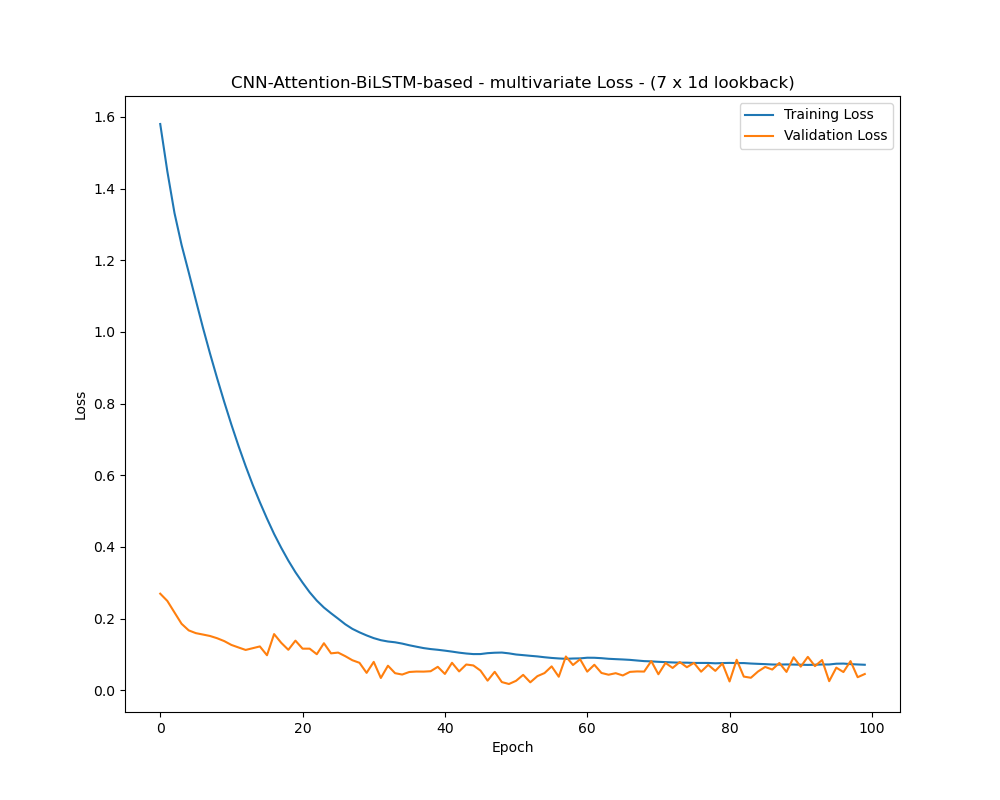 CNN-Attention-BiLSTM-based - multivariate Loss - (7 x 1d lookback)
Training Loss
Validation Loss
1.6
1.4
1.2
1.0
0.8
0.6
0.4
0.2
0.0
Loss
0 20 40 60 80 100
Epoch